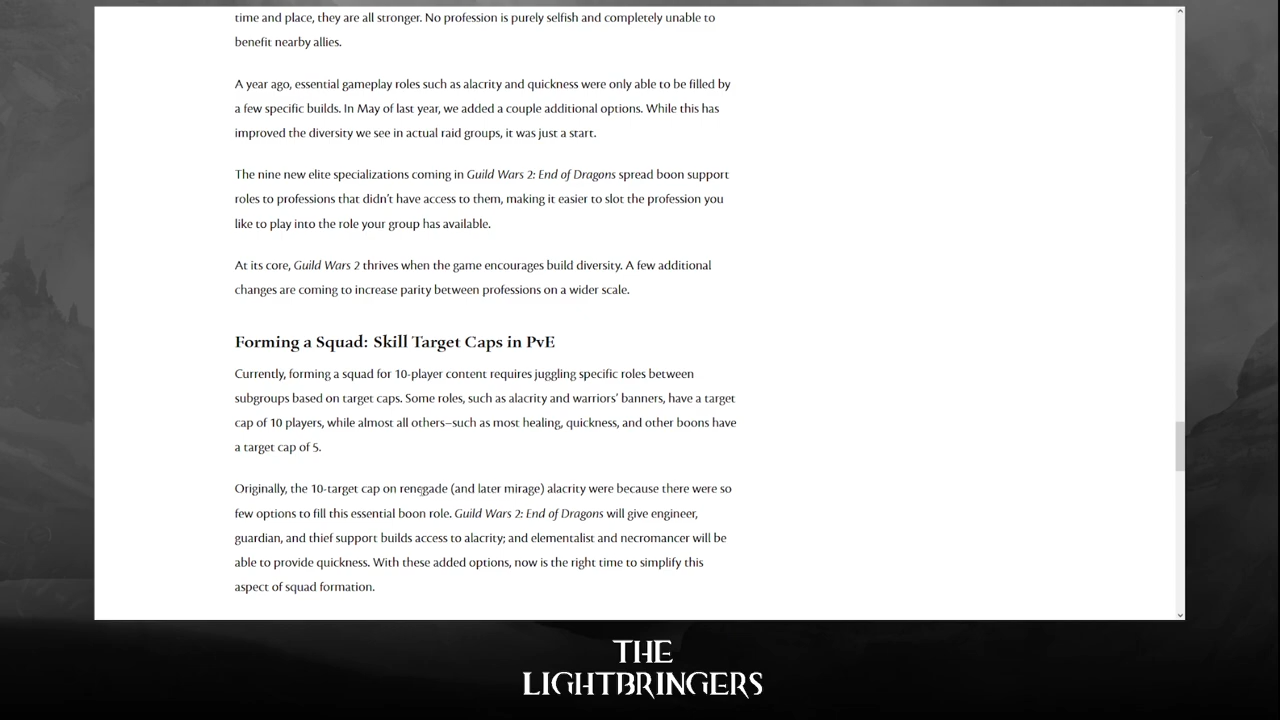 time and place, they are all stronger. No profession is purely selfish and completely unable to
benefit nearby allies.
A year ago, essential gameplay roles such as alacrity and quickness were only able to be filled by
a few specific builds. In May of last year, we added a couple additional options. While this has
improved the diversity we see in actual raid groups, it was just a start.
The nine new elite specializations coming in Guild Wars 2: End of Dragons spread boon support
roles to professions that didn't have access to them, making it easier to slot the profession you
like to play into the role your group has available.
At its core, Guild Wars 2 thrives when the game encourages build diversity. A few additional
changes are coming to increase parity between professions on a wider scale.
Forming a Squad: Skill Target Caps in PvE
Currently, forming a squad for 10-player content requires juggling specific roles between
subgroups based on target caps. Some roles, such as alacrity and warriors' banners, have a target
cap of 10 players, while almost all others–such as most healing, quickness, and other boons have
a target cap of 5.
Originally, the 10-target cap on renegade (and later mirage) alacrity were because there were so
few options to fill this essential boon role. Guild Wars 2: End of Dragons will give engineer,
guardian, and thief support builds access to alacrity; and elementalist and necromancer will be
able to provide quickness. With these added options, now is the right time to simplify this
aspect of squad formation.
THE
LIGHTBRINGERS